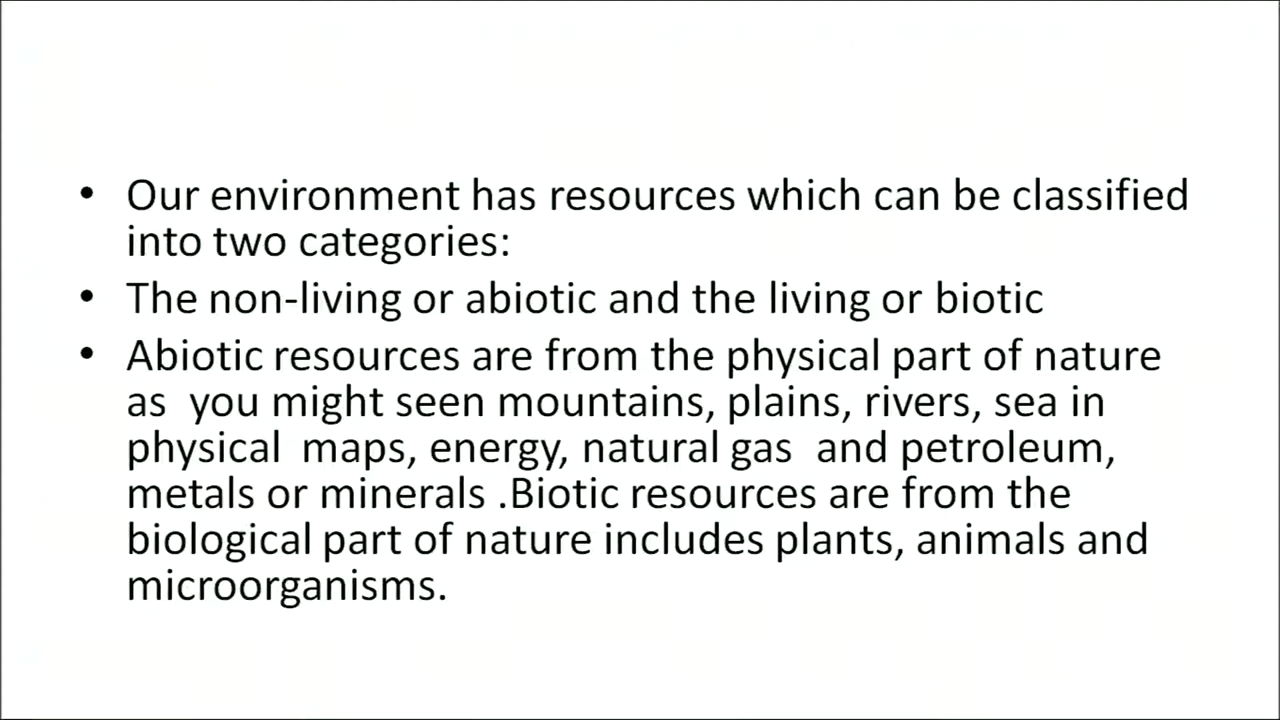 • Our environment has resources which can be classified
into two categories:
• The non-living or abiotic and the living or biotic
• Abiotic resources are from the physical part of nature
as  you might seen mountains, plains, rivers, sea in
physical  maps, energy, natural gas  and petroleum,
metals or minerals .Biotic resources are from the
biological part of nature includes plants, animals and
microorganisms.